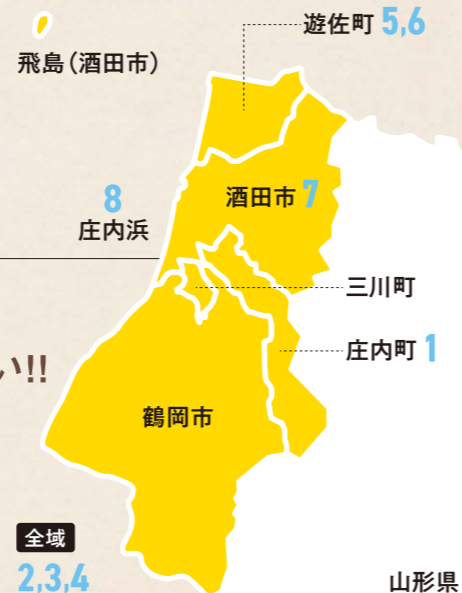 遊佐町 5,6
飛島(酒田市)
酒田市 7
8
庄内浜
三川町
庄内町 1
い!!
鶴岡市
全域
2,3,4
山形県